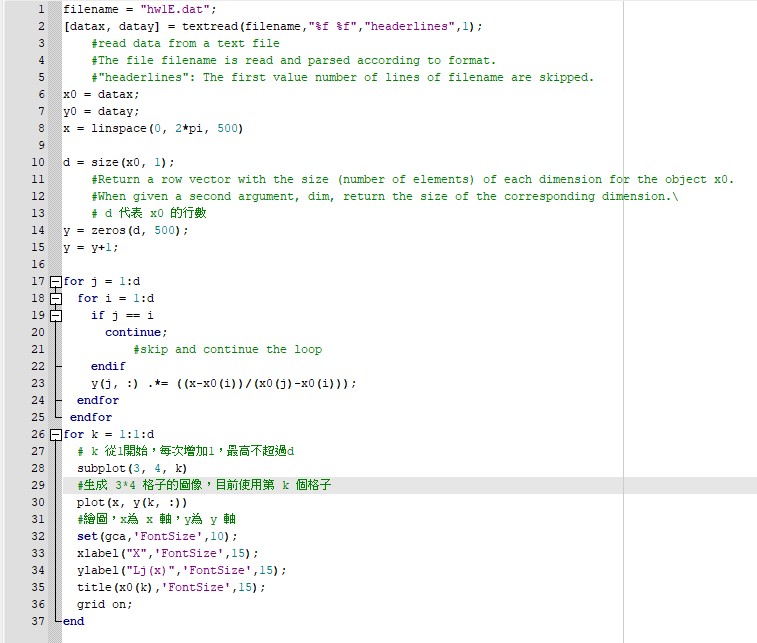 1 filename = "hw1E.dat";
2 [datax, datay] = textread(filename,"%f %f","headerlines",1);
3 #read data from a text file
4 #The file filename is read and parsed according to format.
5 #"headerlines": The first value number of lines of filename are skipped.
6 x0 = datax;
7 y0 = datay;
8 x = linspace(0, 2*pi, 500)
9
10 d = size(x0, 1);
11 #Return a row vector with the size (number of elements) of each dimension for the object x0.
12 #When given a second argument, dim, return the size of the corresponding dimension.\
13 # d 代表 x0 的行數
14 y = zeros(d, 500);
15 y = y+1;
16
17 for j = 1:d
18 for i = 1:d
19 if j == i
20 continue;
21 #skip and continue the loop
22 endif
23 y(j, :) .*= ((x-x0(i))/(x0(j)-x0(i)));
24 endfor
25 endfor
26 for k = 1:1:d
27 # k 從1開始，每次增加1，最高不超過d
28 subplot(3, 4, k)
29 #生成 3*4 格子的圖像，目前使用第 k 個格子
30 plot(x, y(k, :))
31 #繪圖，x為 x 軸，y為 y 軸
32 set(gca,'FontSize',10);
33 xlabel("X",'FontSize',15);
34 ylabel("Lj(x)",'FontSize',15);
35 title(x0(k),'FontSize',15);
36 grid on;
37 end